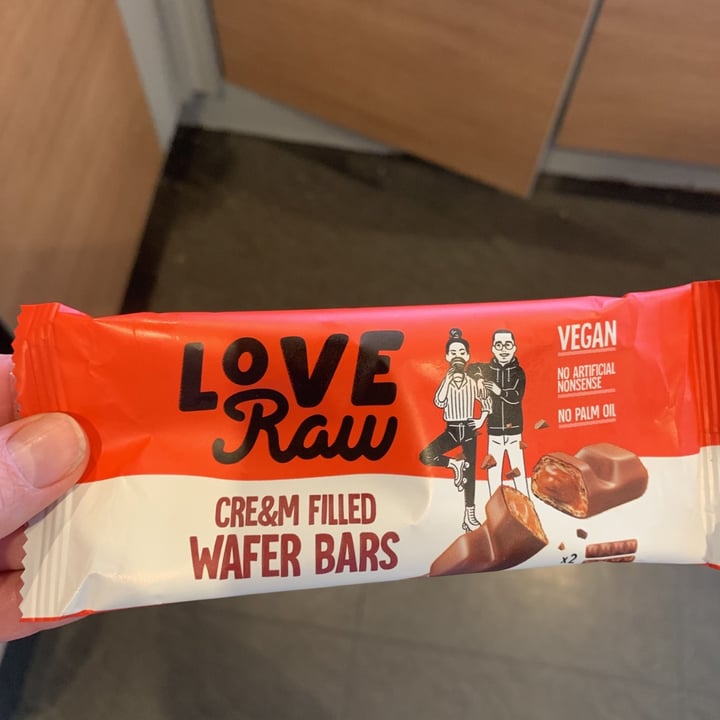 LOVE
Raw
CRE&M FILLED
WAFER BARS
VEGAN
NO ARTIFICIAL
NONSENSE
NO PALM OIL
x2